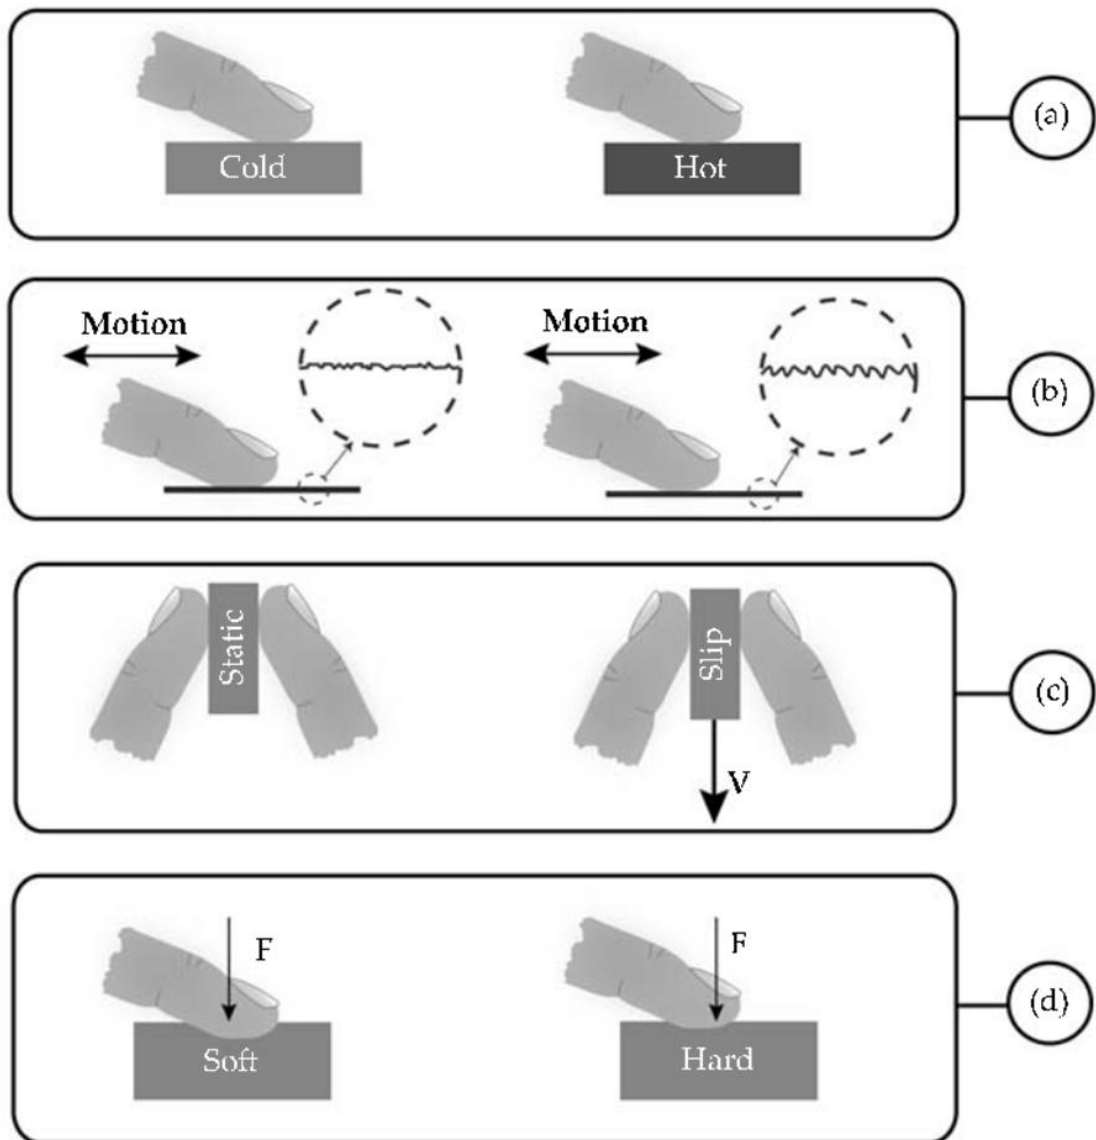 Cold
Hot
(a)
Motion
Motion
(b)
Static
Slip
V
(c)
F
F
Soft
Hard
(d)